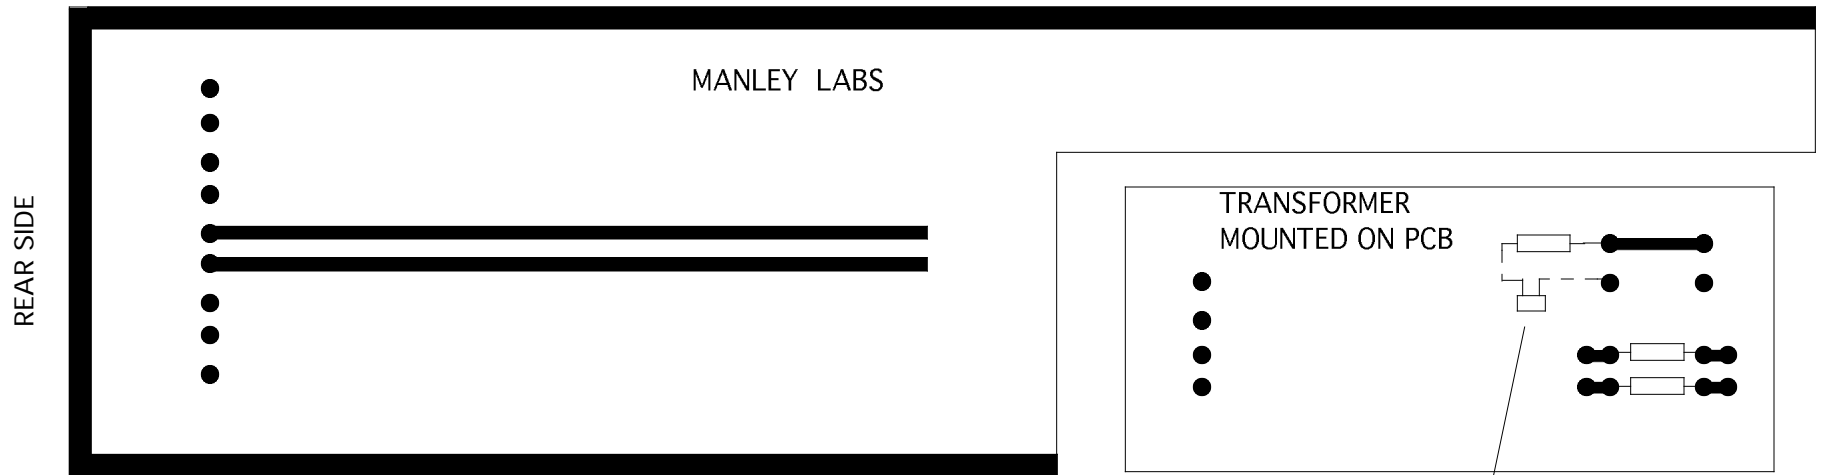 MANLEY LABS
REAR SIDE
TRANSFORMER
MOUNTED ON PCB